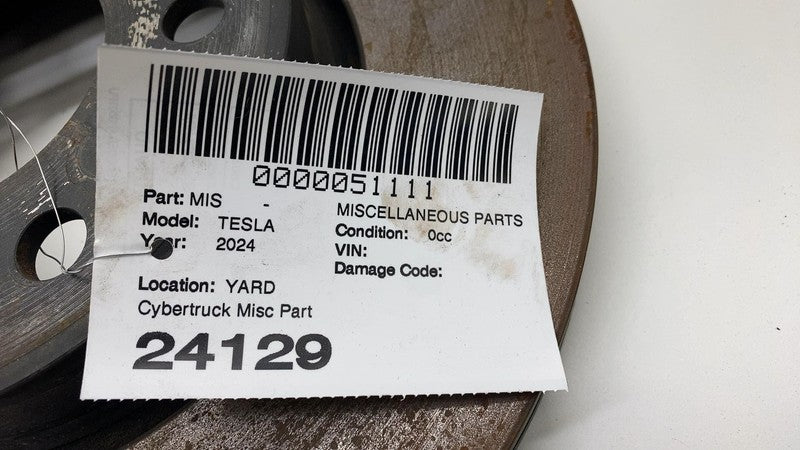 0000051111
Part: MIS -
MISCELLANEOUS PARTS
Model: TESLA
Condition: 0cc
Year: 2024
VIN:
Damage Code:
Location: YARD
Cybertruck Misc Part
24129